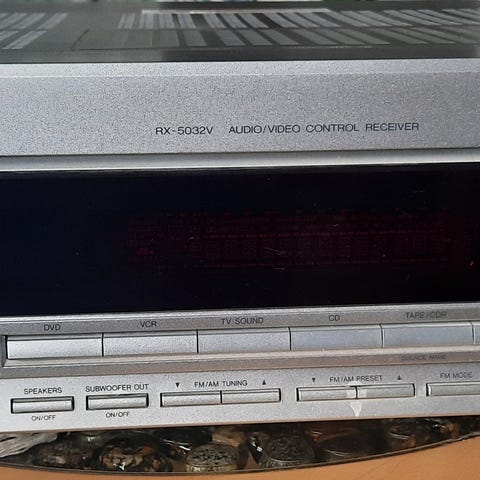 RX-5032V AUDIO/VIDEO CONTROL RECEIVER
DVD VCR TV SOUND CD TAPE/CDR
SOURCE NAME
SPEAKERS SUBWOOFER OUT ▼ FM/AM TUNING ▲ ▼ FM/AM PRESET ▲ FM MODE
ON/OFF ON/OFF